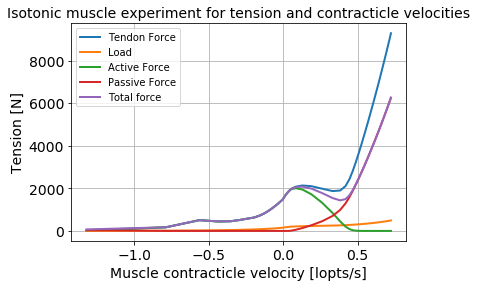 Isotonic muscle experiment for tension and contracticle velocities
Tendon Force
Load
Active Force
Passive Force
Total force
Tension [N]
8000
6000
4000
2000
0
−1.0
−0.5
0.0
0.5
Muscle contracticle velocity [lopts/s]